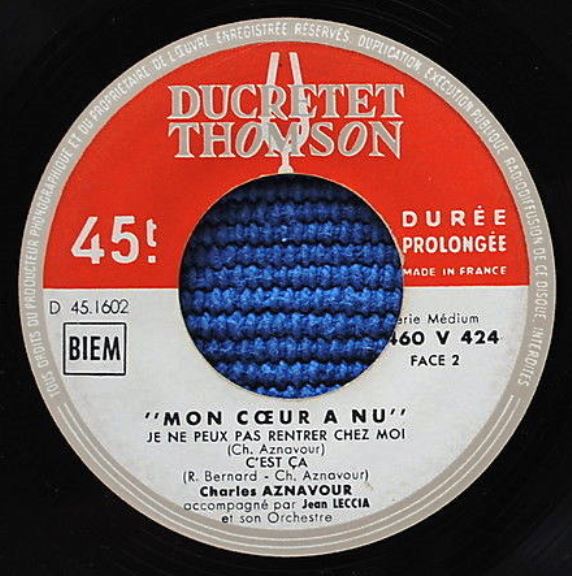 TOUS DROITS DU PRODUCTEUR PHONOGRAPHIQUE ET DU PROPRIÉTAIRE DE L'ŒUVRE ENREGISTRÉE RÉSERVÉS. DUPLICATION EXÉCUTION PUBLIQUE RADIODIFFUSION DE CE DISQUE INTERDITES
DUCRETET
THOMSON
45t.
DURÉE
PROLONGÉE
MADE IN FRANCE
D 45.1602
BIEM
Médium
460 V 424
FACE 2
"MON CŒUR A NU"
JE NE PEUX PAS RENTRER CHEZ MOI
(Ch. Aznavour)
C'EST ÇA
(R. Bernard - Ch. Aznavour)
Charles AZNAVOUR
accompagné par Jean LECCIA
et son Orchestre